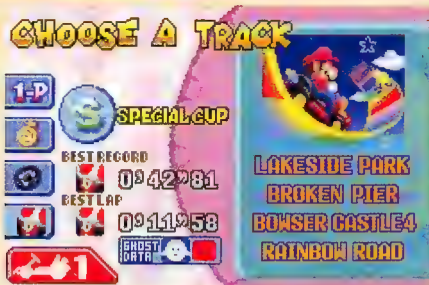 CHOOSE A TRACK
1-P
S
SPECIAL CUP
BEST RECORD
0'42"81
BEST LAP
0'11"58
GHOST DATA
1
LAKESIDE PARK
BROKEN PIER
BOWSER CASTLE4
RAINBOW ROAD